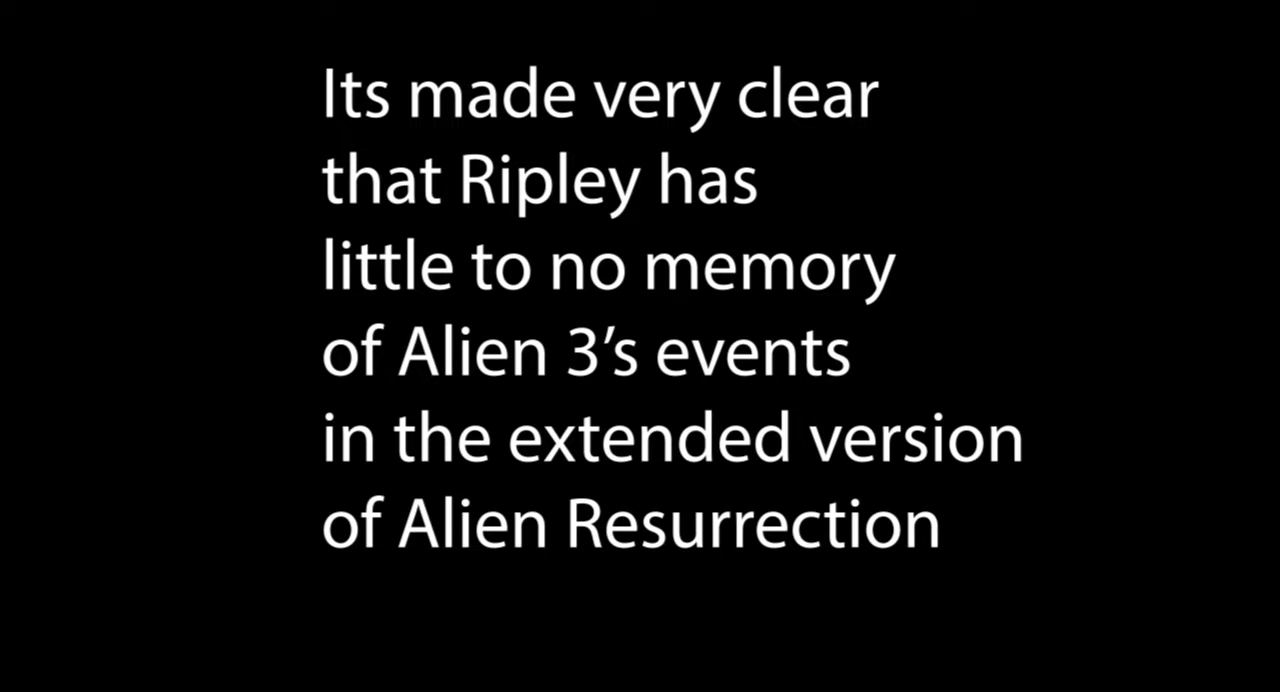 Its made very clear
that Ripley has
little to no memory
of Alien 3’s events
in the extended version
of Alien Resurrection